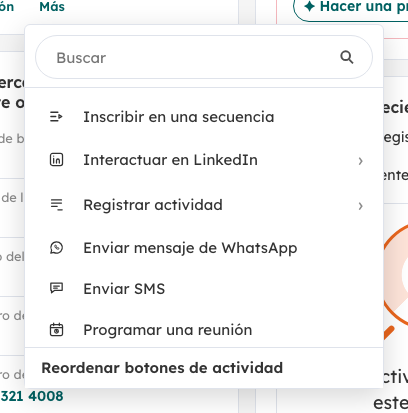 Más
Hacer una
Buscar
Inscribir en una secuencia
Interactuar en LinkedIn
Registrar actividad
Enviar mensaje de WhatsApp
Enviar SMS
Programar una reunión
Reordenar botones de actividad
321 4008
este